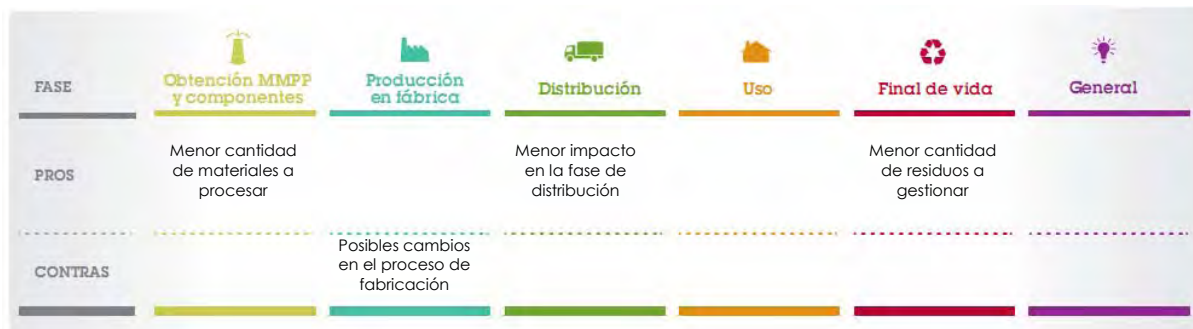 FASE
Obtención MMPP
y componentes
Producción
en fábrica
Distribución
Uso
Final de vida
General
PROS
Menor cantidad
de materiales a
procesar
Menor impacto
en la fase de
distribución
Menor cantidad
de residuos a
gestionar
CONTRAS
Posibles cambios
en el proceso de
fabricación